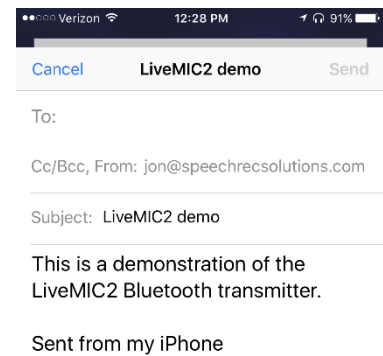 Verizon 12:28 PM 91%
Cancel LiveMIC2 demo Send
To:
Cc/Bcc, From: jon@speechrecsolutions.com
Subject: LiveMIC2 demo
This is a demonstration of the
LiveMIC2 Bluetooth transmitter.
Sent from my iPhone